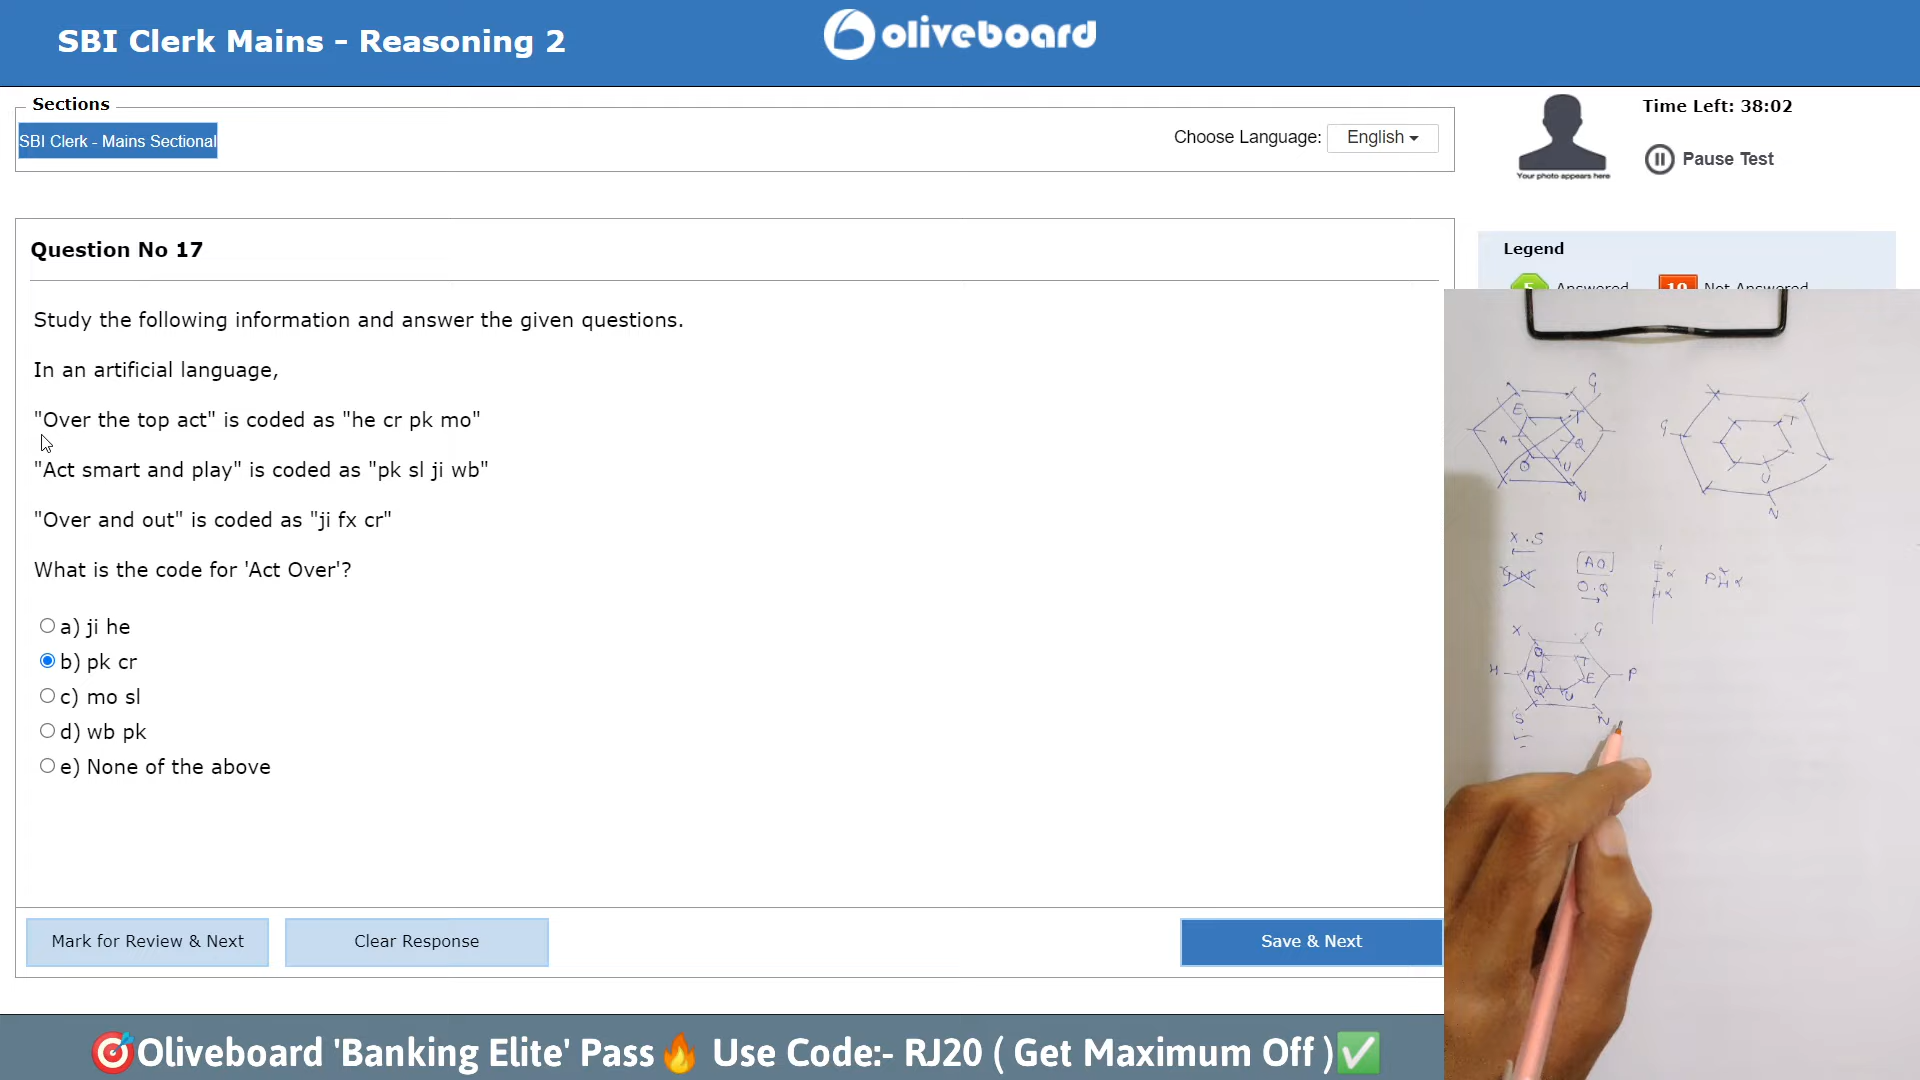 SBI Clerk Mains - Reasoning 2
oliveboard
Sections
SBI Clerk - Mains Sectional
Choose Language: English
Your photo appears here
Time Left: 38:02
Pause Test
Question No 17
Legend
Answered
Not Answered
Study the following information and answer the given questions.
In an artificial language,
"Over the top act" is coded as "he cr pk mo"
"Act smart and play" is coded as "pk sl ji wb"
"Over and out" is coded as "ji fx cr"
What is the code for 'Act Over'?
a) ji he
b) pk cr
c) mo sl
d) wb pk
e) None of the above
Mark for Review & Next
Clear Response
Save & Next
🎯Oliveboard 'Banking Elite' Pass🔥 Use Code:- RJ20 ( Get Maximum Off )✅
G
E
T
A
Q
O
U
N
G
T
U
N
X . S
A O
O . Q
X
G
O
T
H
A
E
P
Q
U
S
N